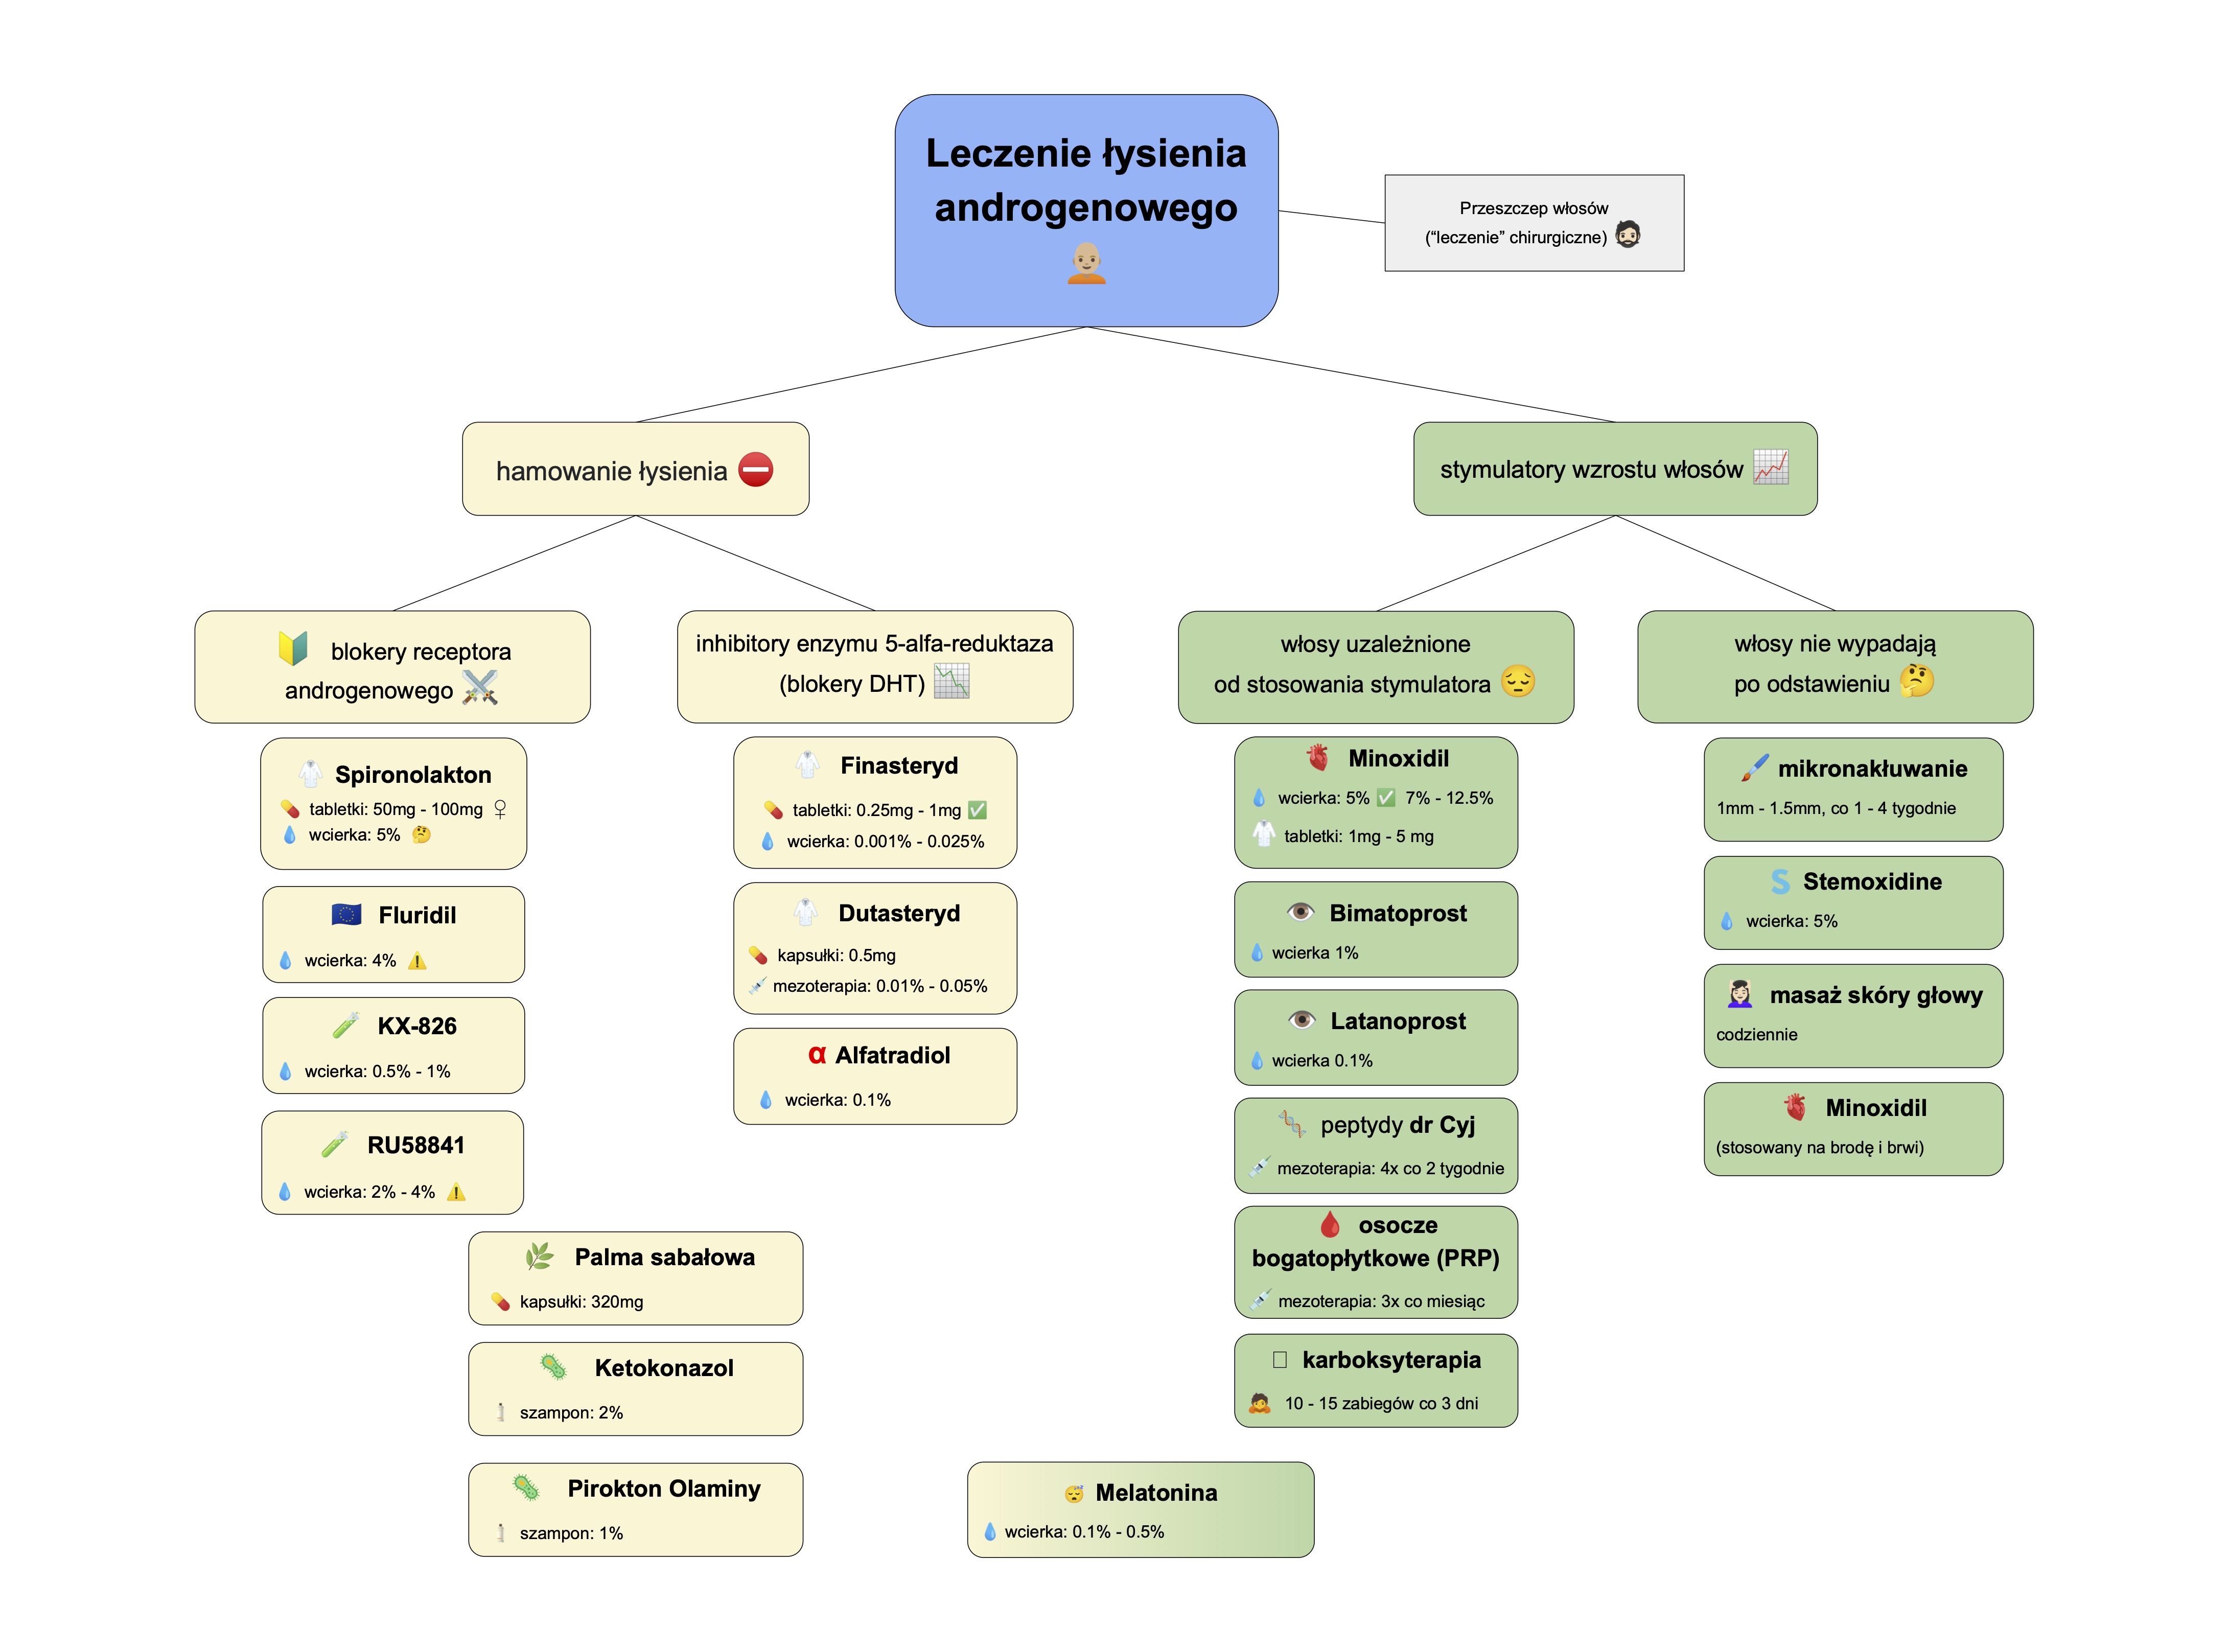 Leczenie łysienia
androgenowego
Przeszczep włosów
(“leczenie” chirurgiczne)
hamowanie łysienia
stymulatory wzrostu włosów
blokery receptora
androgenowego
inhibitory enzymu 5-alfa-reduktaza
(blokery DHT)
włosy uzależnione
od stosowania stymulatora
włosy nie wypadają
po odstawieniu
Spironolakton
tabletki: 50mg - 100mg ♀
wcierka: 5%
Fluridil
wcierka: 4%
KX-826
wcierka: 0.5% - 1%
RU58841
wcierka: 2% - 4%
Finasteryd
tabletki: 0.25mg - 1mg
wcierka: 0.001% - 0.025%
Dutasteryd
kapsułki: 0.5mg
mezoterapia: 0.01% - 0.05%
α Alfatradiol
wcierka: 0.1%
Palma sabałowa
kapsułki: 320mg
Ketokonazol
szampon: 2%
Pirokton Olaminy
szampon: 1%
Minoxidil
wcierka: 5% ✅ 7% - 12.5%
tabletki: 1mg - 5 mg
Bimatoprost
wcierka 1%
Latanoprost
wcierka 0.1%
peptydy dr Cyj
mezoterapia: 4x co 2 tygodnie
osocze
bogatopłytkowe (PRP)
mezoterapia: 3x co miesiąc
karboksyterapia
10 - 15 zabiegów co 3 dni
mikronakłuwanie
1mm - 1.5mm, co 1 - 4 tygodnie
S Stemoxidine
wcierka: 5%
masaż skóry głowy
codziennie
Minoxidil
(stosowany na brodę i brwi)
Melatonina
wcierka: 0.1% - 0.5%